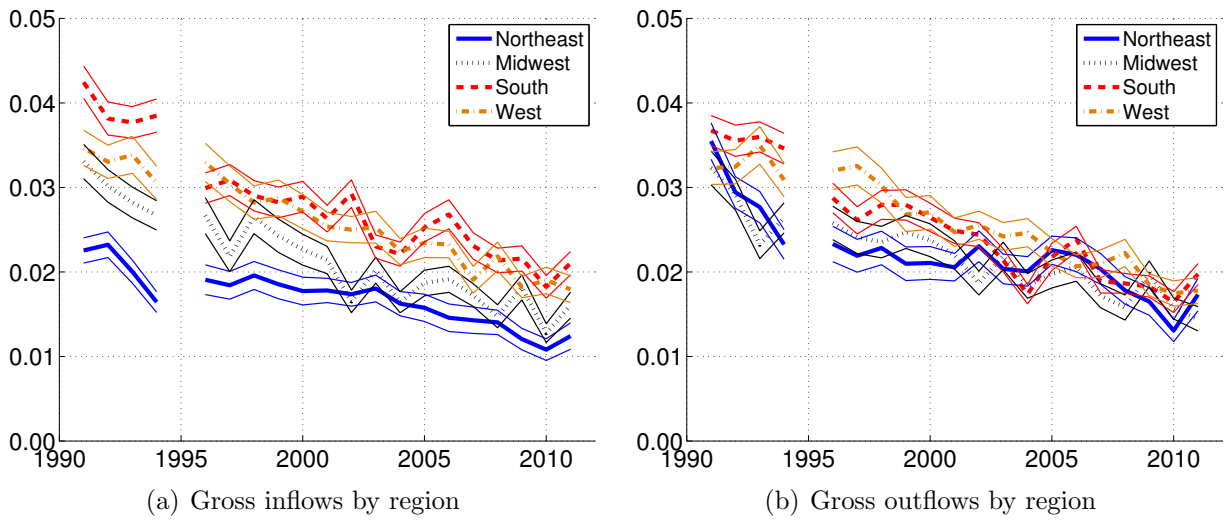 0.05
0.04
0.03
0.02
0.01
0.00
1990 1995 2000 2005 2010
Northeast
Midwest
South
West
(a) Gross inflows by region
0.05
0.04
0.03
0.02
0.01
0.00
1990 1995 2000 2005 2010
Northeast
Midwest
South
West
(b) Gross outflows by region